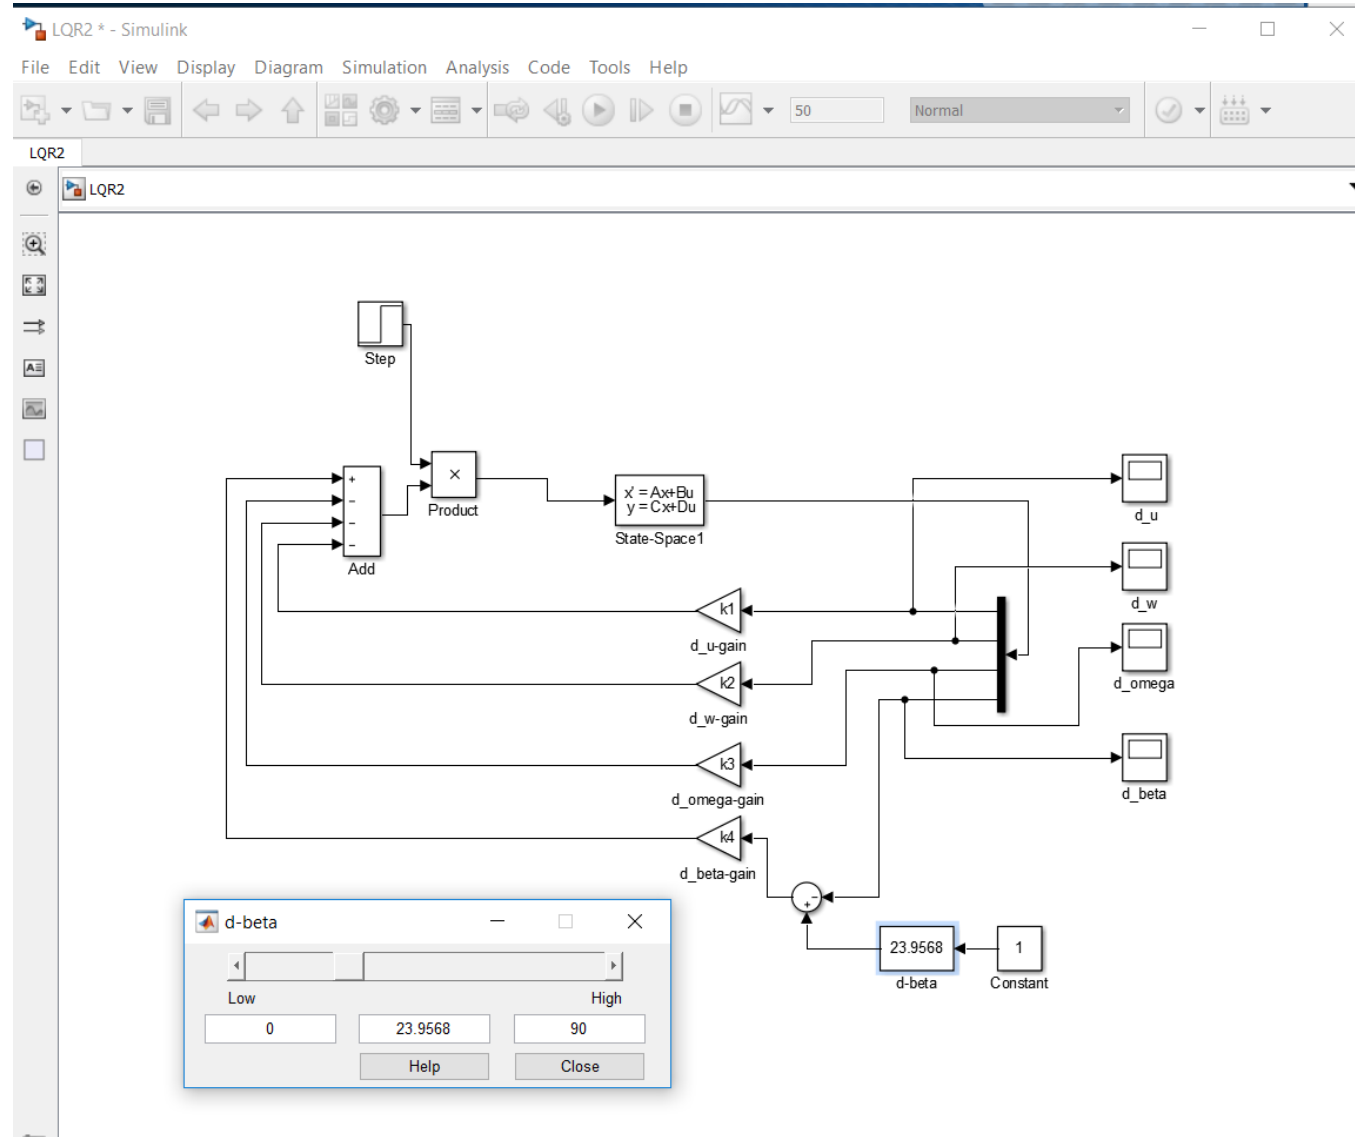 LQR2 * - Simulink
File Edit View Display Diagram Simulation Analysis Code Tools Help
50
Normal
LQR2
LQR2
Step
×
Product
+
−
−
−
Add
x' = Ax+Bu
y = Cx+Du
State-Space1
d_u
d_w
d_omega
d_beta
k1
d_u-gain
k2
d_w-gain
k3
d_omega-gain
k4
d_beta-gain
−
+
23.9568
d-beta
1
Constant
d-beta
Low High
0 23.9568 90
Help Close